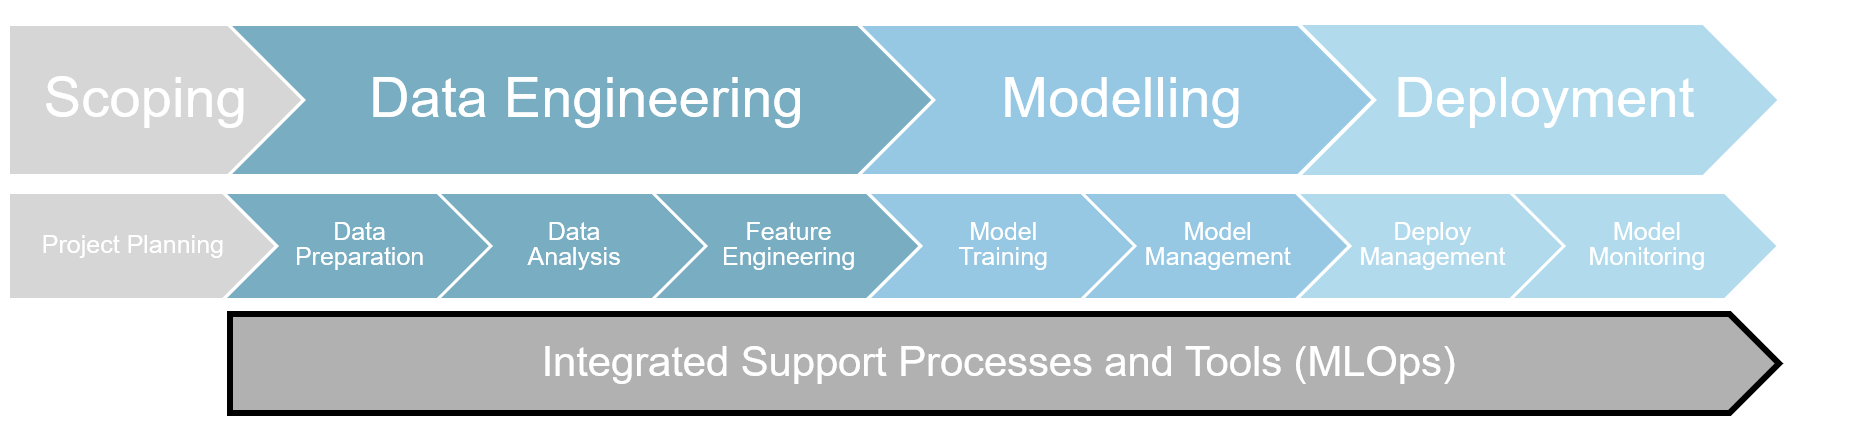 Scoping
Data Engineering
Modelling
Deployment
Project Planning
Data
Preparation
Data
Analysis
Feature
Engineering
Model
Training
Model
Management
Deploy
Management
Model
Monitoring
Integrated Support Processes and Tools (MLOps)